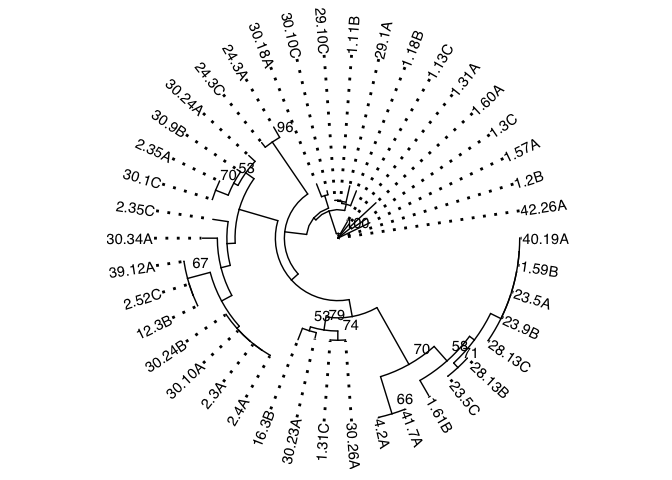 29.10C
1.11B
29.1A
1.18B
1.13C
1.31A
1.60A
1.3C
1.57A
1.2B
42.26A
40.19A
1.59B
23.5A
23.9B
28.13C
28.13B
23.5C
1.61B
41.7A
4.2A
30.26A
1.31C
30.23A
16.3B
2.4A
2.3A
30.10A
30.24B
12.3B
2.52C
39.12A
30.34A
2.35C
30.1C
2.35A
30.9B
30.24A
24.3C
24.3A
30.18A
30.10C
96
53
70
67
100
53
79
74
70
58
71
66